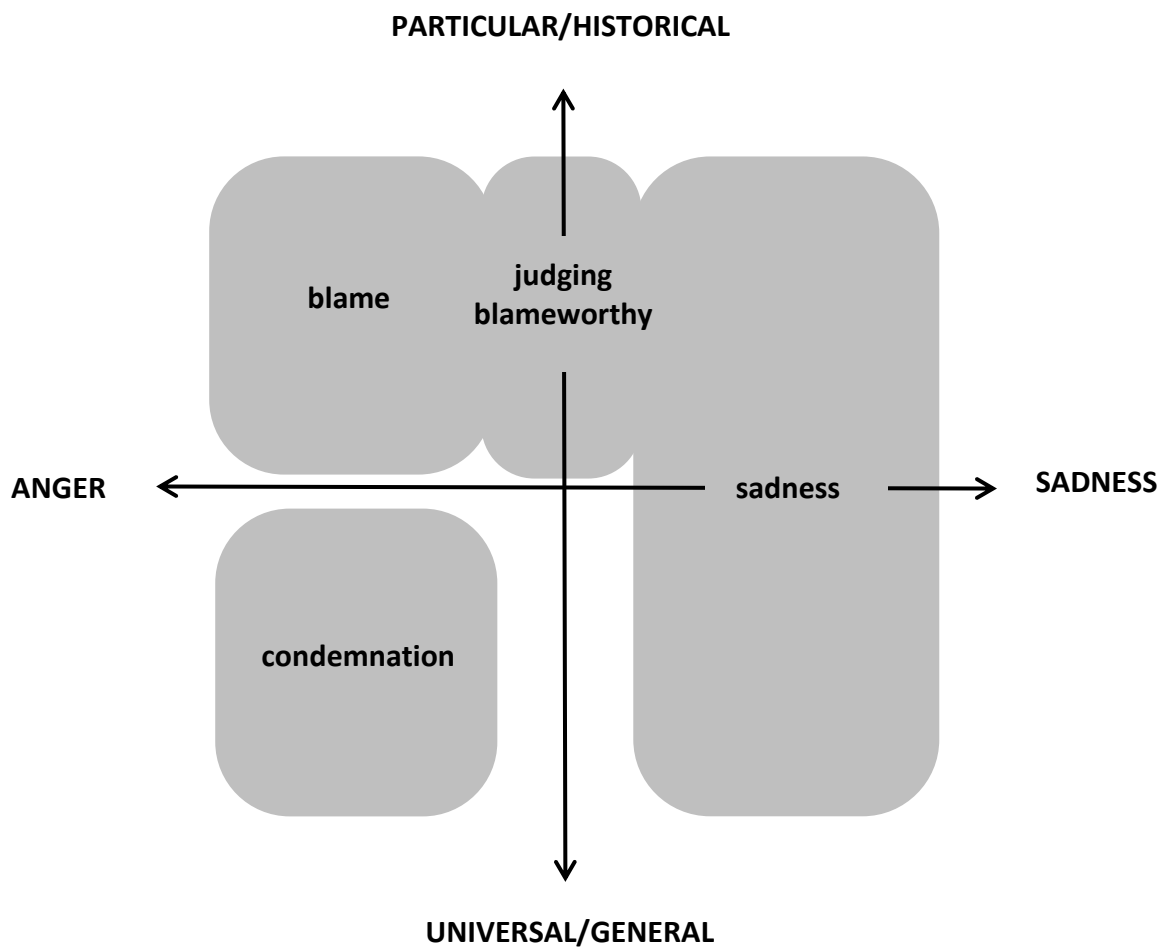 PARTICULAR/HISTORICAL
judging
blame
blameworthy
ANGER
sadness
SADNESS
condemnation
UNIVERSAL/GENERAL